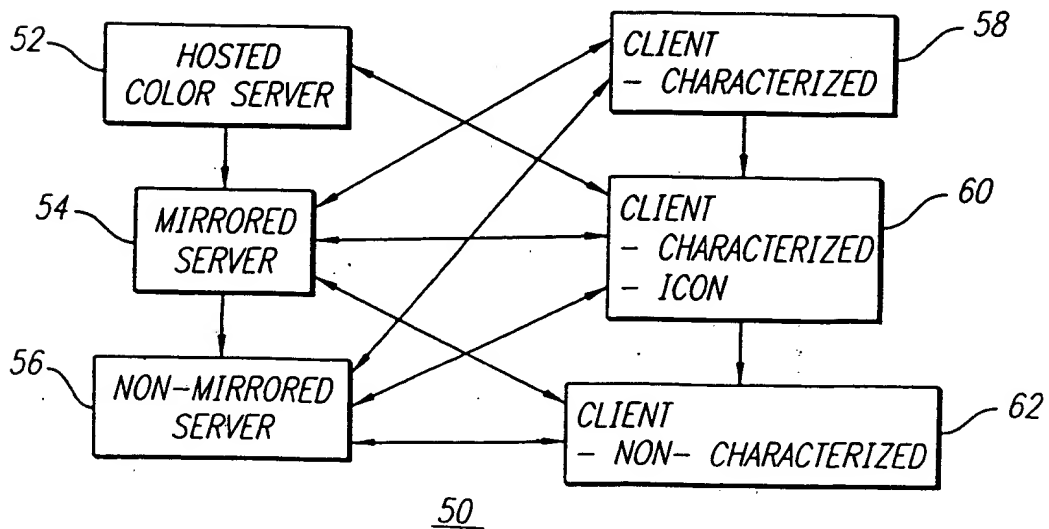 52
HOSTED
COLOR SERVER
58
CLIENT
- CHARACTERIZED
54
MIRRORED
SERVER
60
CLIENT
- CHARACTERIZED
- ICON
56
NON-MIRRORED
SERVER
62
CLIENT
- NON- CHARACTERIZED
50